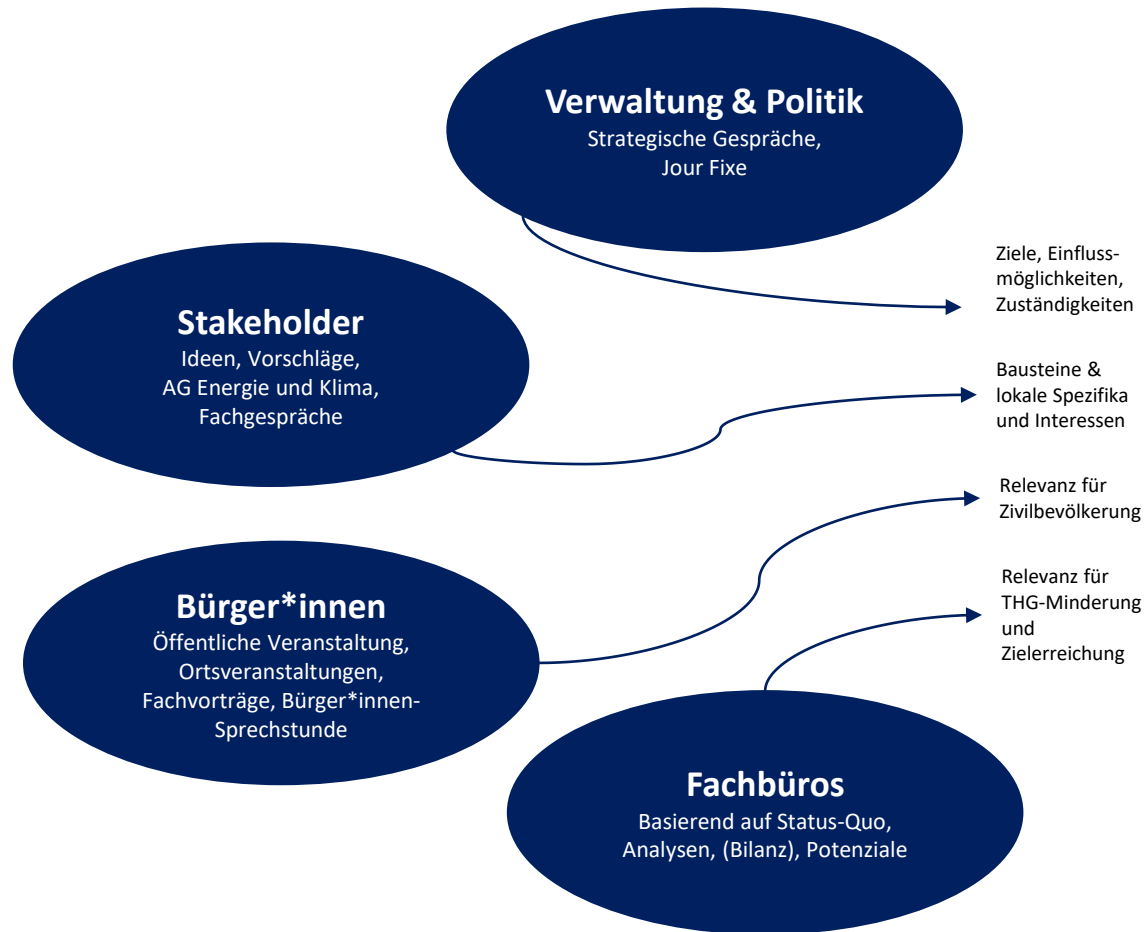 Verwaltung & Politik
Strategische Gespräche,
Jour Fixe
Ziele, Einfluss-
möglichkeiten,
Zuständigkeiten
Stakeholder
Ideen, Vorschläge,
AG Energie und Klima,
Fachgespräche
Bausteine &
lokale Spezifika
und Interessen
Relevanz für
Zivilbevölkerung
Bürger*innen
Öffentliche Veranstaltung,
Ortsveranstaltungen,
Fachvorträge, Bürger*innen-
Sprechstunde
Relevanz für
THG-Minderung
und
Zielerreichung
Fachbüros
Basierend auf Status-Quo,
Analysen, (Bilanz), Potenziale